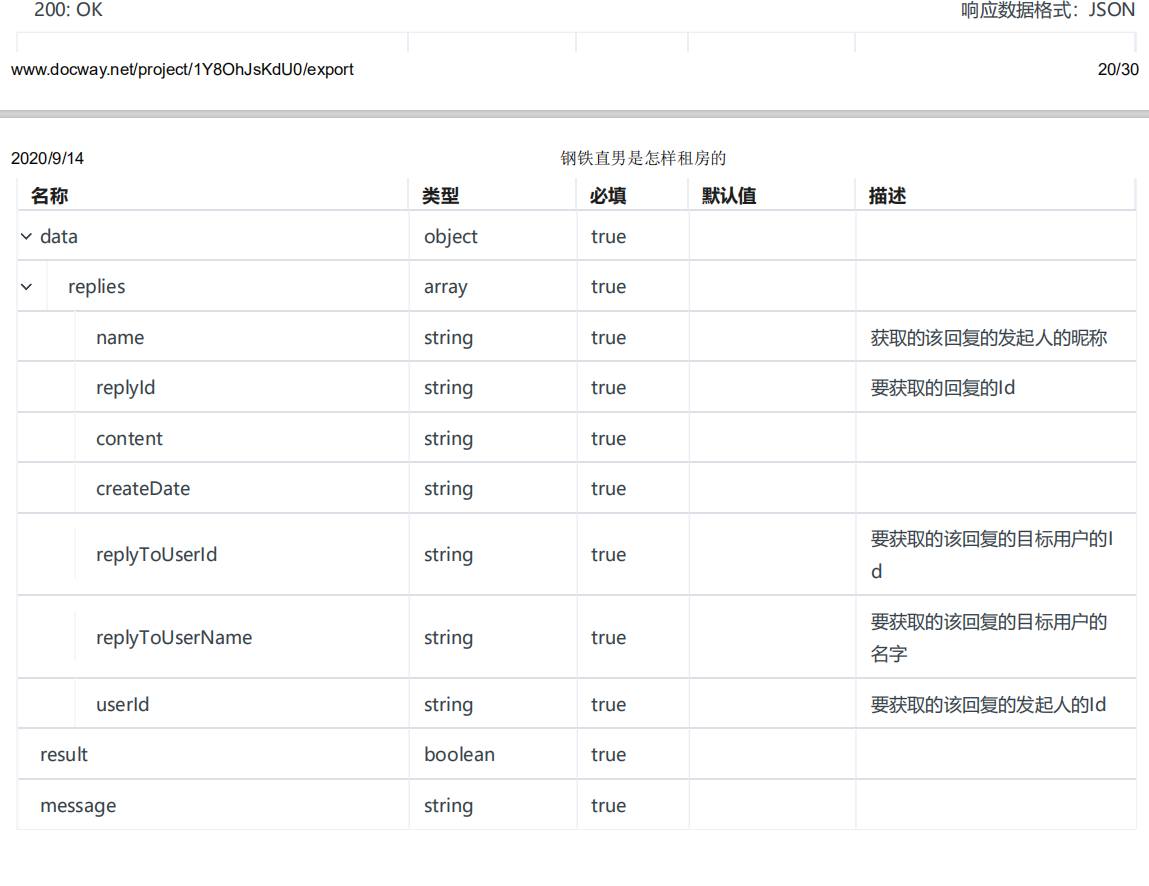 200: OK 响应数据格式：JSON
www.docway.net/project/1Y8OhJsKdU0/export 20/30
2020/9/14 钢铁直男是怎样租房的
名称 类型 必填 默认值 描述
data object true
replies array true
name string true 获取的该回复的发起人的昵称
replyId string true 要获取的回复的Id
content string true
createDate string true
replyToUserId string true 要获取的该回复的目标用户的I
d
replyToUserName string true 要获取的该回复的目标用户的
名字
userId string true 要获取的该回复的发起人的Id
result boolean true
message string true